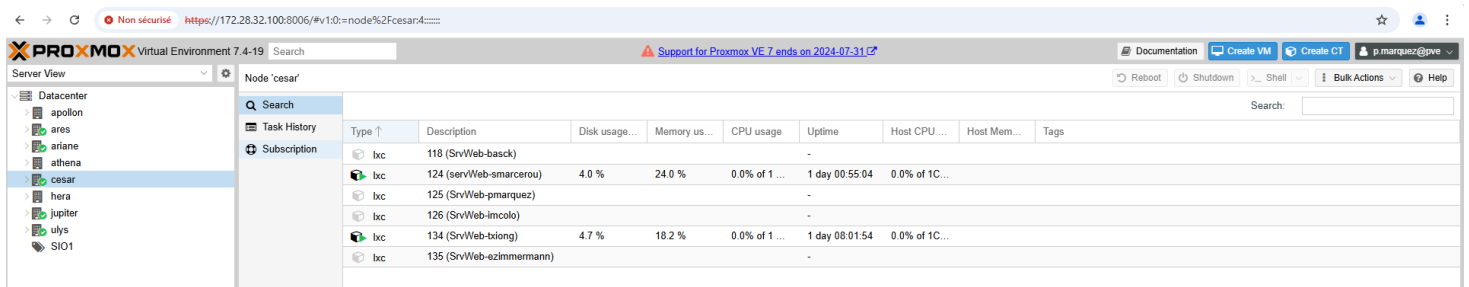 Non sécurisé https://172.28.32.100:8006/#v1:0:=node%2Fcesar:4:::::::
PROXMOX Virtual Environment 7.4-19 Search Support for Proxmox VE 7 ends on 2024-07-31 Documentation Create VM Create CT p.marquez@pve
Server View Node 'cesar' Reboot Shutdown >_ Shell Bulk Actions Help
Datacenter Search Search:
apollon
ares Task History Type Description Disk usage... Memory us... CPU usage Uptime Host CPU ... Host Mem... Tags
ariane Subscription lxc 118 (SrvWeb-basck) -
athena
cesar lxc 124 (servWeb-smarcerou) 4.0 % 24.0 % 0.0% of 1 ... 1 day 00:55:04 0.0% of 1C...
hera lxc 125 (SrvWeb-pmarquez) -
jupiter lxc 126 (SrvWeb-imcolo) -
ulys lxc 134 (SrvWeb-txiong) 4.7 % 18.2 % 0.0% of 1 ... 1 day 08:01:54 0.0% of 1C...
SIO1
lxc 135 (SrvWeb-ezimmermann) -